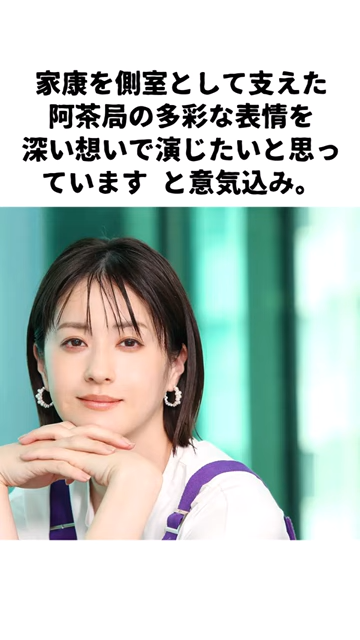 家康を側室として支えた
阿茶局の多彩な表情を
深い想いで演じたいと思っ
ています と意気込み。